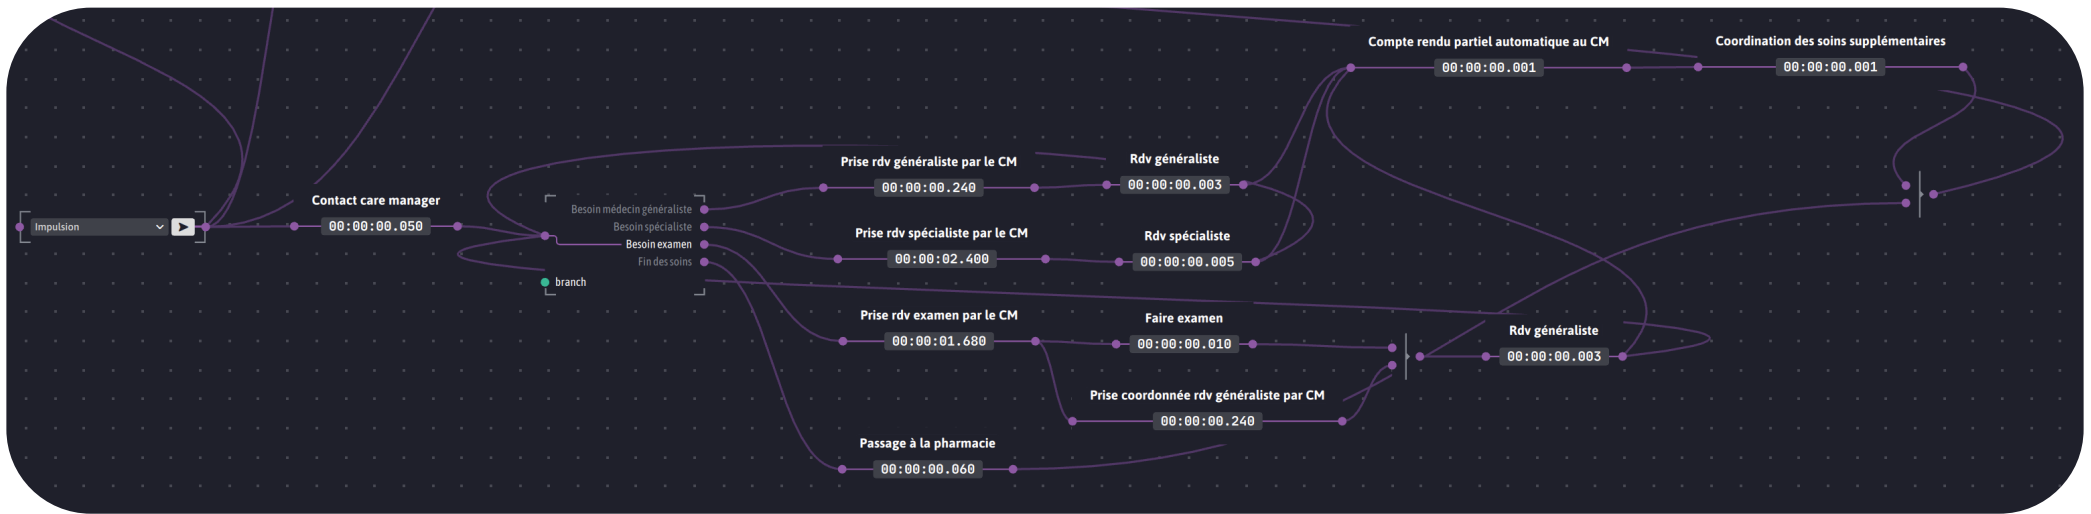 Compte rendu partiel automatique au CM
00:00:00.001
Coordination des soins supplémentaires
00:00:00.001
Impulsion
Contact care manager
00:00:00.050
Besoin médecin généraliste
Besoin spécialiste
Besoin examen
Fin des soins
branch
Prise rdv généraliste par le CM
00:00:00.240
Rdv généraliste
00:00:00.003
Prise rdv spécialiste par le CM
00:00:02.400
Rdv spécialiste
00:00:00.005
Prise rdv examen par le CM
00:00:01.680
Faire examen
00:00:00.010
Rdv généraliste
00:00:00.003
Prise coordonnée rdv généraliste par CM
00:00:00.240
Passage à la pharmacie
00:00:00.060